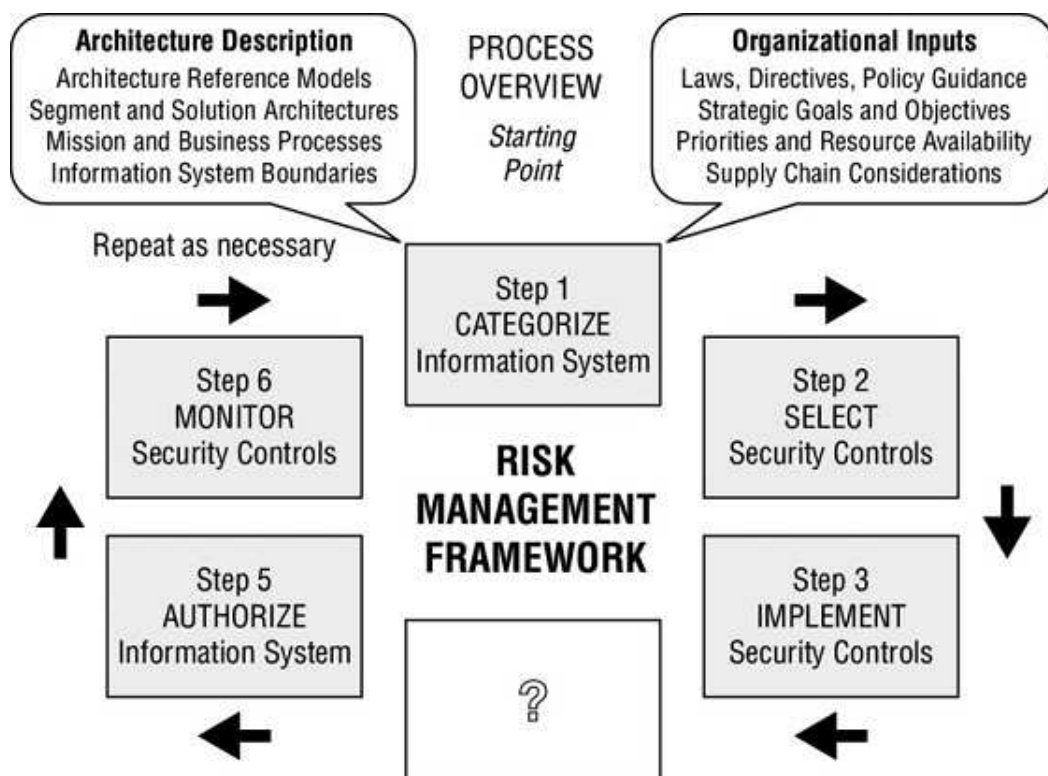 Architecture Description
Architecture Reference Models
Segment and Solution Architectures
Mission and Business Processes
Information System Boundaries
PROCESS
OVERVIEW
Starting
Point
Organizational Inputs
Laws, Directives, Policy Guidance
Strategic Goals and Objectives
Priorities and Resource Availability
Supply Chain Considerations
Repeat as necessary
Step 1
CATEGORIZE
Information System
Step 6
MONITOR
Security Controls
Step 2
SELECT
Security Controls
RISK
MANAGEMENT
FRAMEWORK
Step 5
AUTHORIZE
Information System
Step 3
IMPLEMENT
Security Controls
?